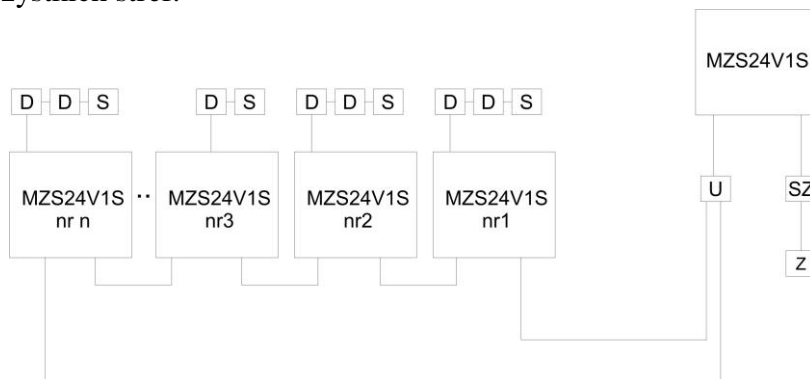 MZS24V1S
D D S D S D D S D D S
MZS24V1S .. MZS24V1S MZS24V1S MZS24V1S
nr n nr3 nr2 nr1
U SZ
Z